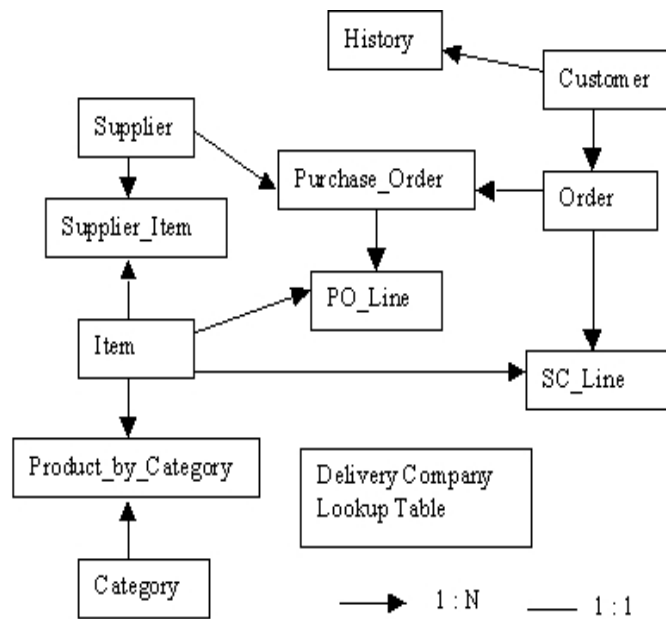 History
Customer
Supplier
Purchase_Order
Order
Supplier_Item
PO_Line
Item
SC_Line
Product_by_Category
Delivery Company
Lookup Table
Category
1 : N
1 : 1